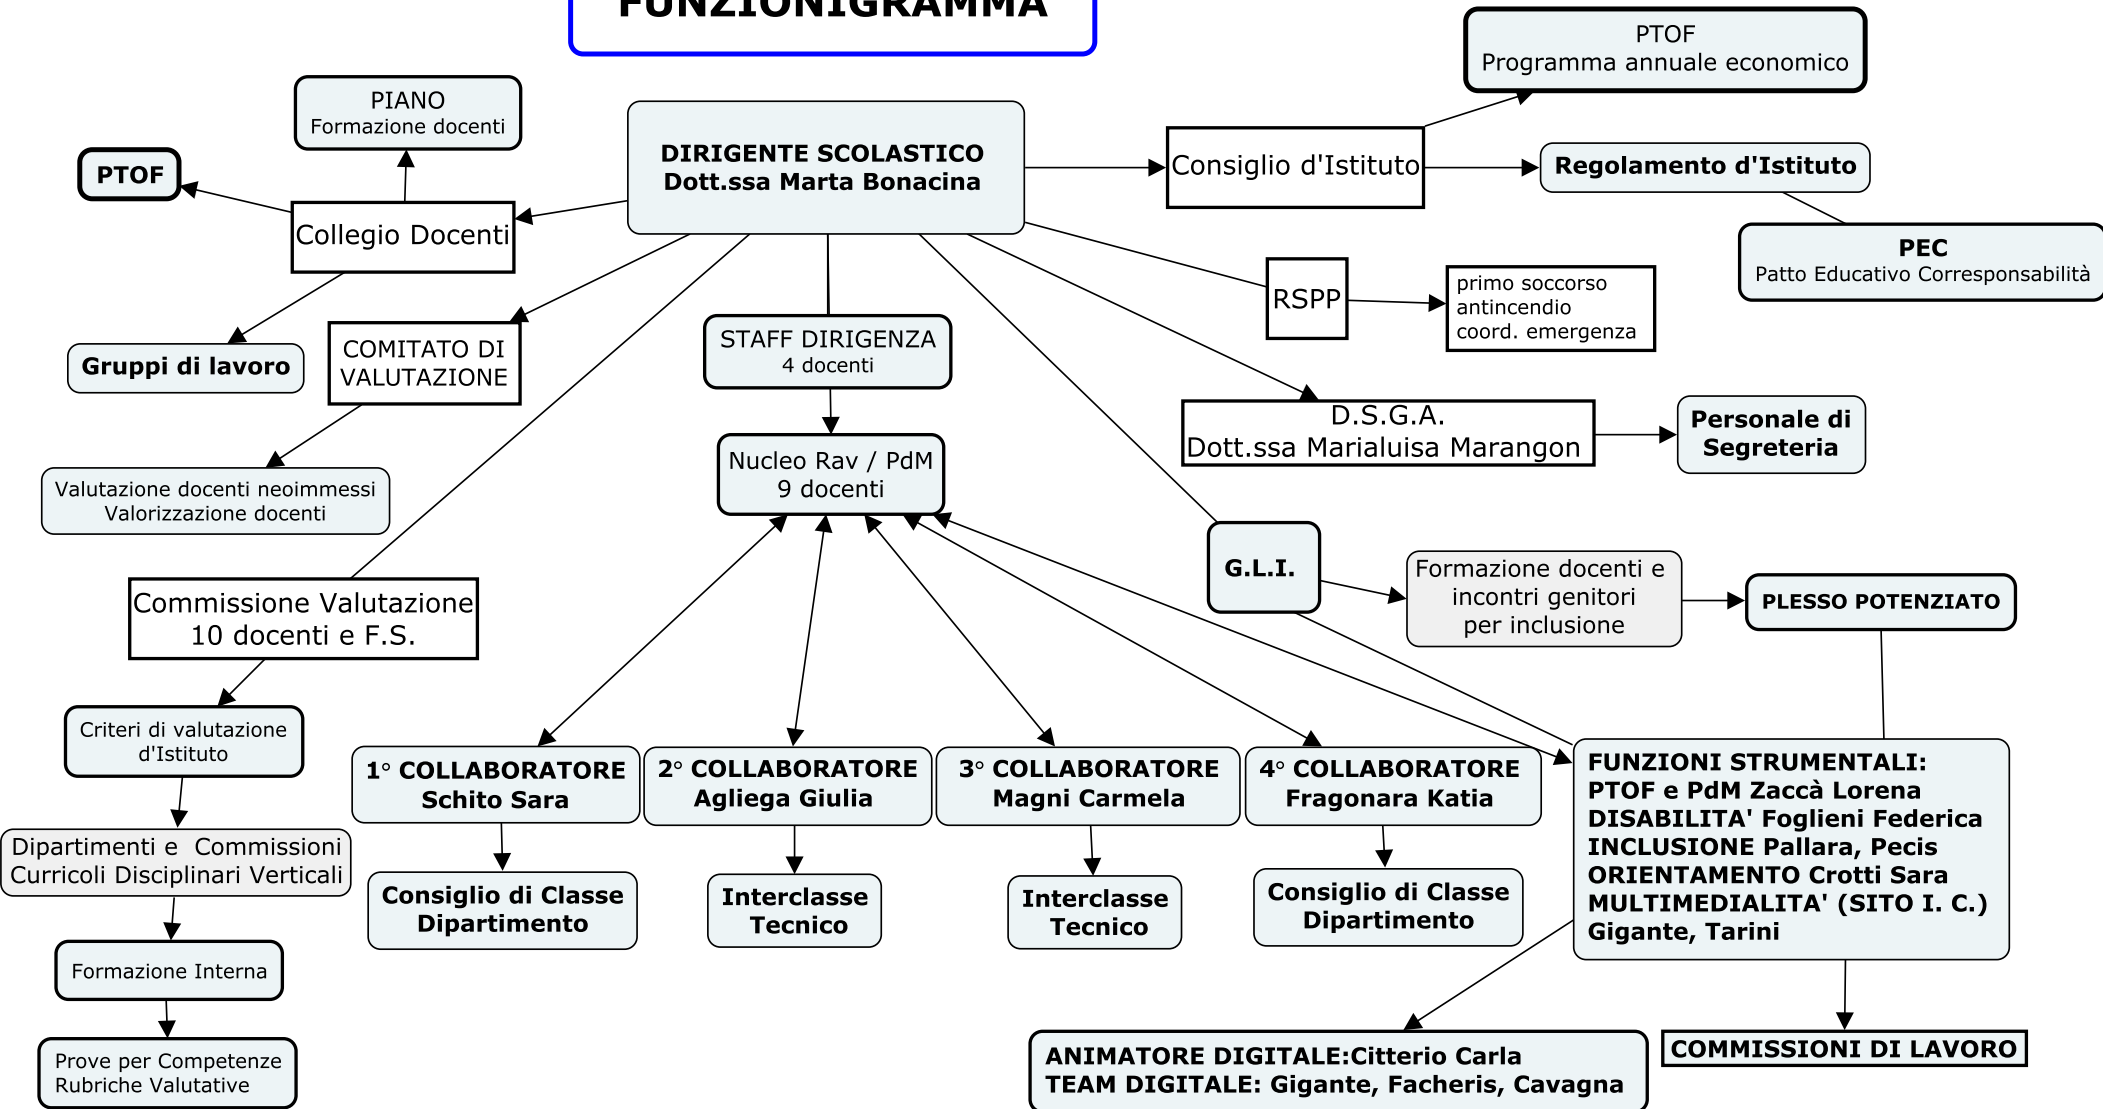 FUNZIONIGRAMMA
PTOF
Programma annuale economico
PIANO
Formazione docenti
PTOF
DIRIGENTE SCOLASTICO
Dott.ssa Marta Bonacina
Consiglio d'Istituto
Regolamento d'Istituto
Collegio Docenti
PEC
Patto Educativo Corresponsabilità
RSPP
primo soccorso
antincendio
coord. emergenza
Gruppi di lavoro
COMITATO DI
VALUTAZIONE
STAFF DIRIGENZA
4 docenti
D.S.G.A.
Dott.ssa Marialuisa Marangon
Personale di
Segreteria
Valutazione docenti neoimmessi
Valorizzazione docenti
Nucleo Rav / PdM
9 docenti
G.L.I.
Formazione docenti e
incontri genitori
per inclusione
PLESSO POTENZIATO
Commissione Valutazione
10 docenti e F.S.
Criteri di valutazione
d'Istituto
1° COLLABORATORE
Schito Sara
2° COLLABORATORE
Agliega Giulia
3° COLLABORATORE
Magni Carmela
4° COLLABORATORE
Fragonara Katia
FUNZIONI STRUMENTALI:
PTOF e PdM Zaccà Lorena
DISABILITA' Foglieni Federica
INCLUSIONE Pallara, Pecis
ORIENTAMENTO Crotti Sara
MULTIMEDIALITA' (SITO I. C.)
Gigante, Tarini
Dipartimenti e Commissioni
Curricoli Disciplinari Verticali
Consiglio di Classe
Dipartimento
Interclasse
Tecnico
Interclasse
Tecnico
Consiglio di Classe
Dipartimento
Formazione Interna
Prove per Competenze
Rubriche Valutative
ANIMATORE DIGITALE:Citterio Carla
TEAM DIGITALE: Gigante, Facheris, Cavagna
COMMISSIONI DI LAVORO